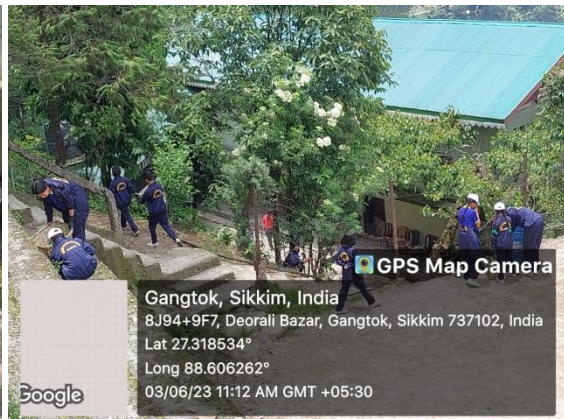 GPS Map Camera
Gangtok, Sikkim, India
8J94+9F7, Deorali Bazar, Gangtok, Sikkim 737102, India
Lat 27.318534°
Long 88.606262°
03/06/23 11:12 AM GMT +05:30
Google